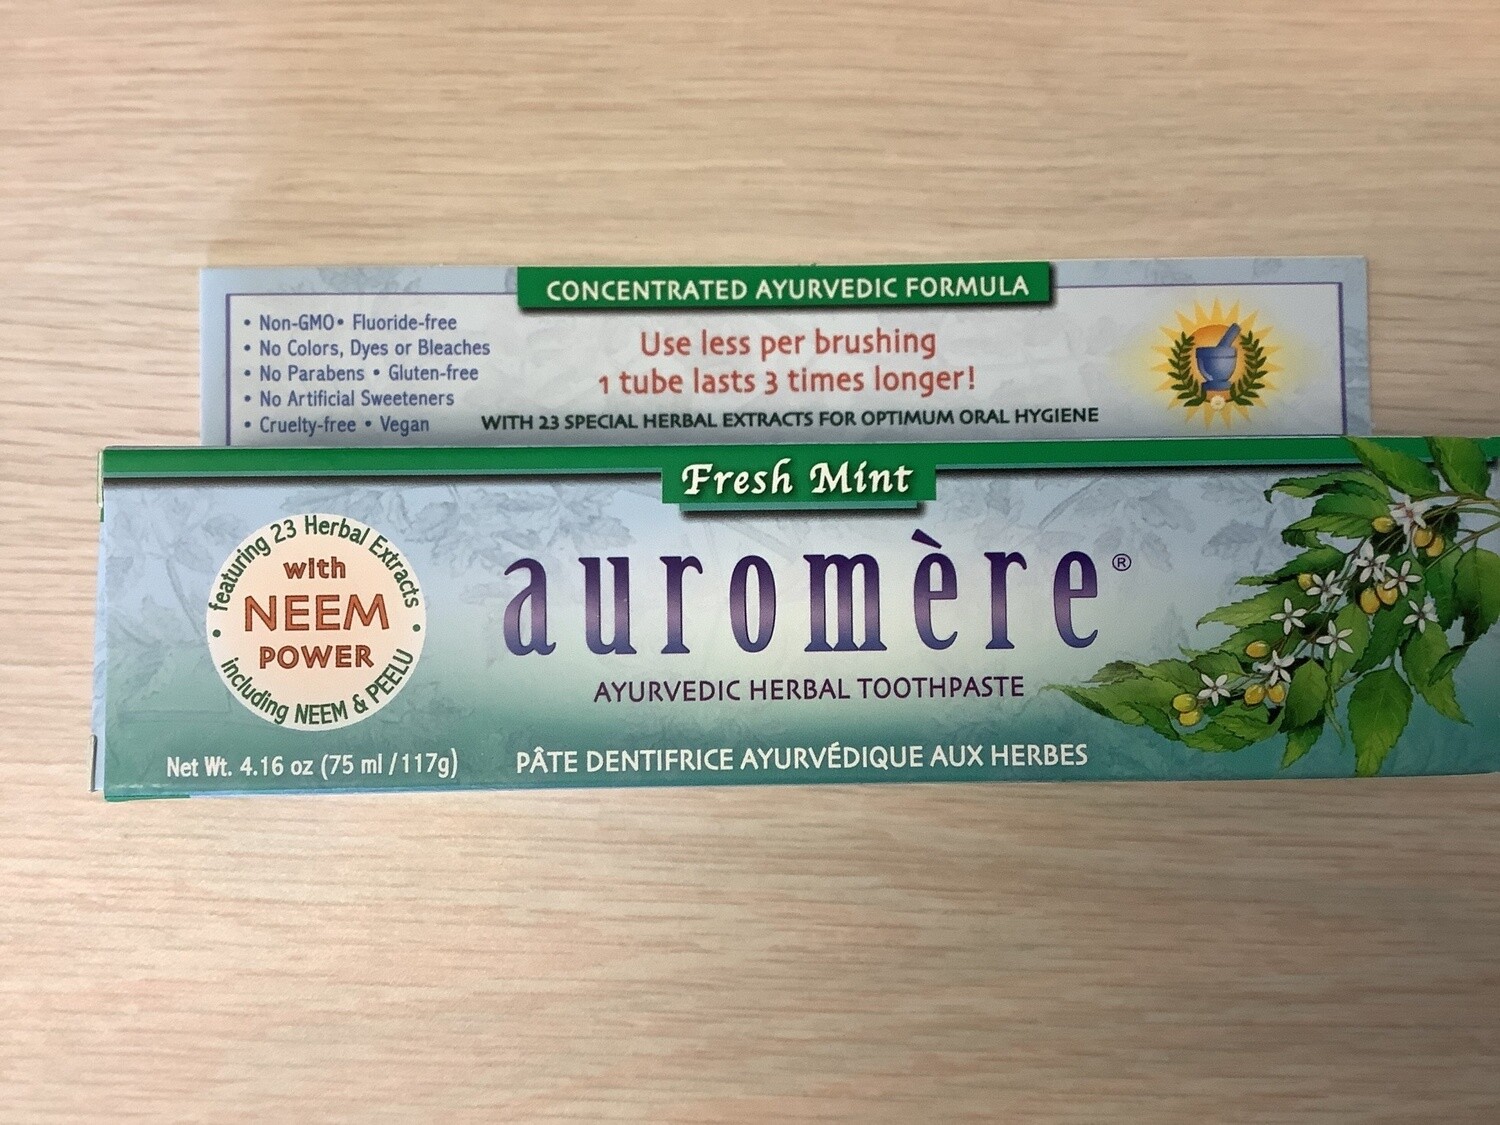 CONCENTRATED AYURVEDIC FORMULA
• Non-GMO • Fluoride-free
• No Colors, Dyes or Bleaches
• No Parabens • Gluten-free
• No Artificial Sweeteners
• Cruelty-free • Vegan
Use less per brushing
1 tube lasts 3 times longer!
WITH 23 SPECIAL HERBAL EXTRACTS FOR OPTIMUM ORAL HYGIENE
Fresh Mint
featuring 23 Herbal Extracts
with
NEEM
POWER
• including NEEM & PEELU •
auromère®
AYURVEDIC HERBAL TOOTHPASTE
Net Wt. 4.16 oz (75 ml / 117g)
PÂTE DENTIFRICE AYURVÉDIQUE AUX HERBES